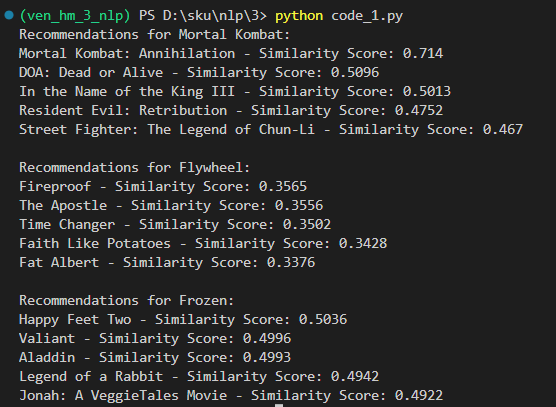 (ven_hm_3_nlp) PS D:\sku\nlp\3> python code_1.py
Recommendations for Mortal Kombat:
Mortal Kombat: Annihilation - Similarity Score: 0.714
DOA: Dead or Alive - Similarity Score: 0.5096
In the Name of the King III - Similarity Score: 0.5013
Resident Evil: Retribution - Similarity Score: 0.4752
Street Fighter: The Legend of Chun-Li - Similarity Score: 0.467
Recommendations for Flywheel:
Fireproof - Similarity Score: 0.3565
The Apostle - Similarity Score: 0.3556
Time Changer - Similarity Score: 0.3502
Faith Like Potatoes - Similarity Score: 0.3428
Fat Albert - Similarity Score: 0.3376
Recommendations for Frozen:
Happy Feet Two - Similarity Score: 0.5036
Valiant - Similarity Score: 0.4996
Aladdin - Similarity Score: 0.4993
Legend of a Rabbit - Similarity Score: 0.4942
Jonah: A VeggieTales Movie - Similarity Score: 0.4922